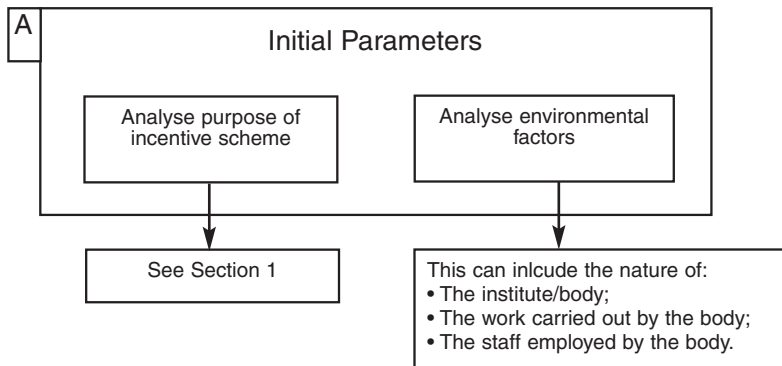 A
Initial Parameters
Analyse purpose of
incentive scheme
Analyse environmental
factors
See Section 1
This can inlcude the nature of:
• The institute/body;
• The work carried out by the body;
• The staff employed by the body.